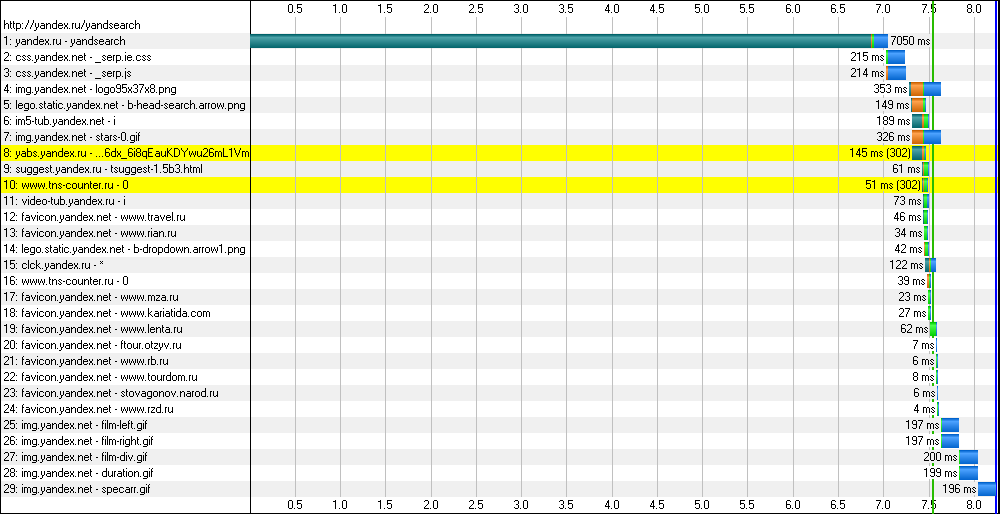 0.5 1.0 1.5 2.0 2.5 3.0 3.5 4.0 4.5 5.0 5.5 6.0 6.5 7.0 7.5 8.0
http://yandex.ru/yandsearch
1: yandex.ru - yandsearch 7050 ms
2: css.yandex.net - _serp.ie.css 215 ms
3: css.yandex.net - _serp.js 214 ms
4: img.yandex.net - logo95x37x8.png 353 ms
5: lego.static.yandex.net - b-head-search.arrow.png 149 ms
6: im5-tub.yandex.net - i 189 ms
7: img.yandex.net - stars-0.gif 326 ms
8: yabs.yandex.ru - ...6dx_6i8qEauKDYwu26mL1Vm 145 ms (302)
9: suggest.yandex.ru - tsuggest-1.5b3.html 61 ms
10: www.tns-counter.ru - 0 51 ms (302)
11: video-tub.yandex.ru - i 73 ms
12: favicon.yandex.net - www.travel.ru 46 ms
13: favicon.yandex.net - www.rian.ru 34 ms
14: lego.static.yandex.net - b-dropdown.arrow1.png 42 ms
15: clck.yandex.ru - * 122 ms
16: www.tns-counter.ru - 0 39 ms
17: favicon.yandex.net - www.mza.ru 23 ms
18: favicon.yandex.net - www.kariatida.com 27 ms
19: favicon.yandex.net - www.lenta.ru 62 ms
20: favicon.yandex.net - ftour.otzyv.ru 7 ms
21: favicon.yandex.net - www.rb.ru 6 ms
22: favicon.yandex.net - www.tourdom.ru 8 ms
23: favicon.yandex.net - stovagonov.narod.ru 6 ms
24: favicon.yandex.net - www.rzd.ru 4 ms
25: img.yandex.net - film-left.gif 197 ms
26: img.yandex.net - film-right.gif 197 ms
27: img.yandex.net - film-div.gif 200 ms
28: img.yandex.net - duration.gif 199 ms
29: img.yandex.net - specarr.gif 196 ms
0.5 1.0 1.5 2.0 2.5 3.0 3.5 4.0 4.5 5.0 5.5 6.0 6.5 7.0 7.5 8.0